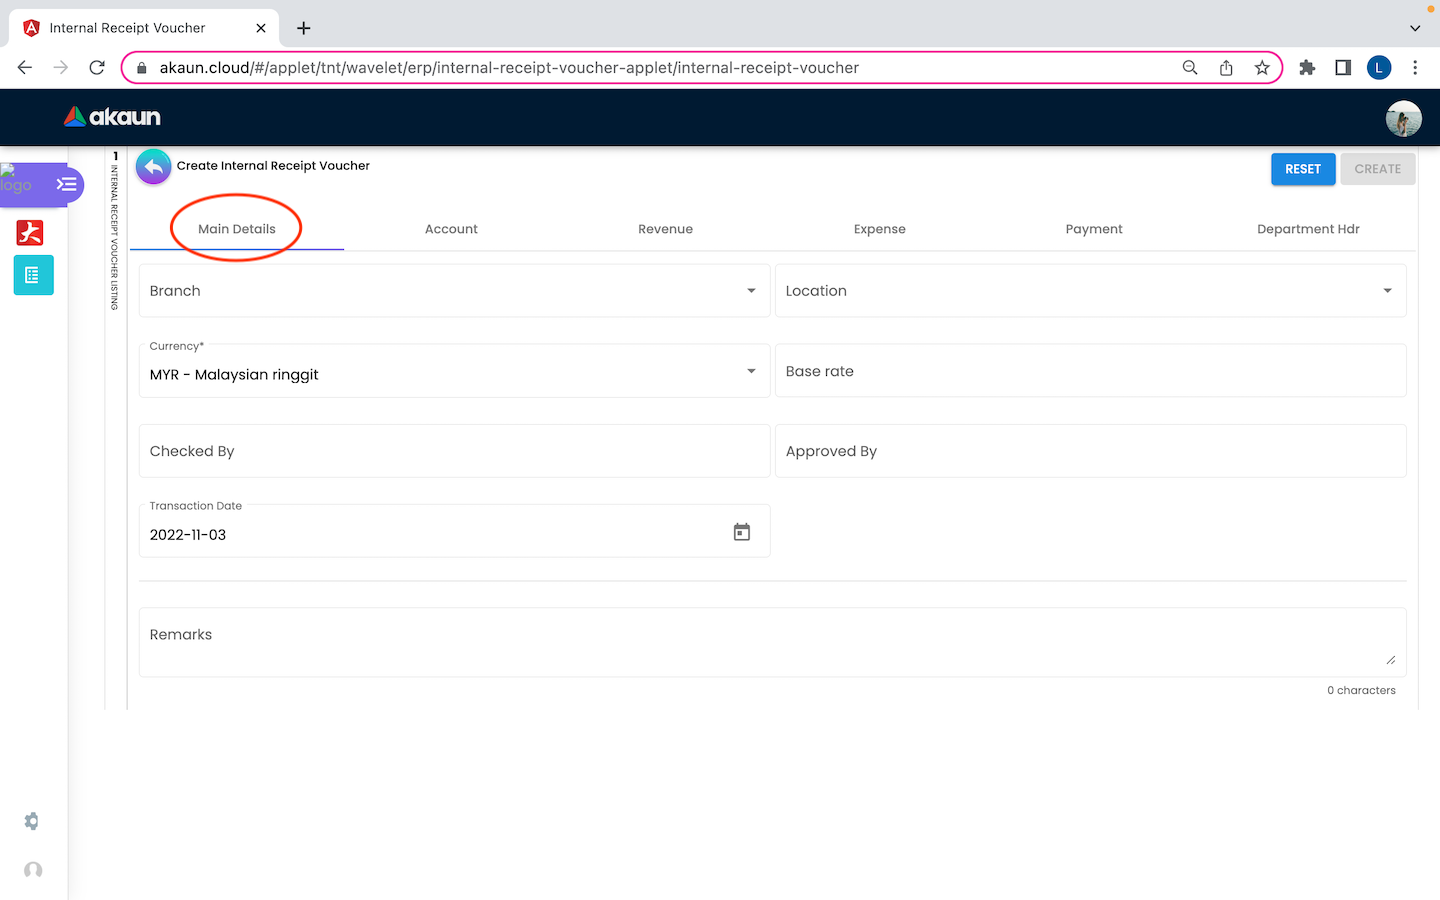 Internal Receipt Voucher
akaun.cloud/#/applet/tnt/wavelet/erp/internal-receipt-voucher-applet/internal-receipt-voucher
L
akaun
logo
1
INTERNAL RECEIPT VOUCHER LISTING
Create Internal Receipt Voucher
RESET
CREATE
Main Details
Account
Revenue
Expense
Payment
Department Hdr
Branch
Location
Currency*
MYR - Malaysian ringgit
Base rate
Checked By
Approved By
Transaction Date
2022-11-03
Remarks
0 characters